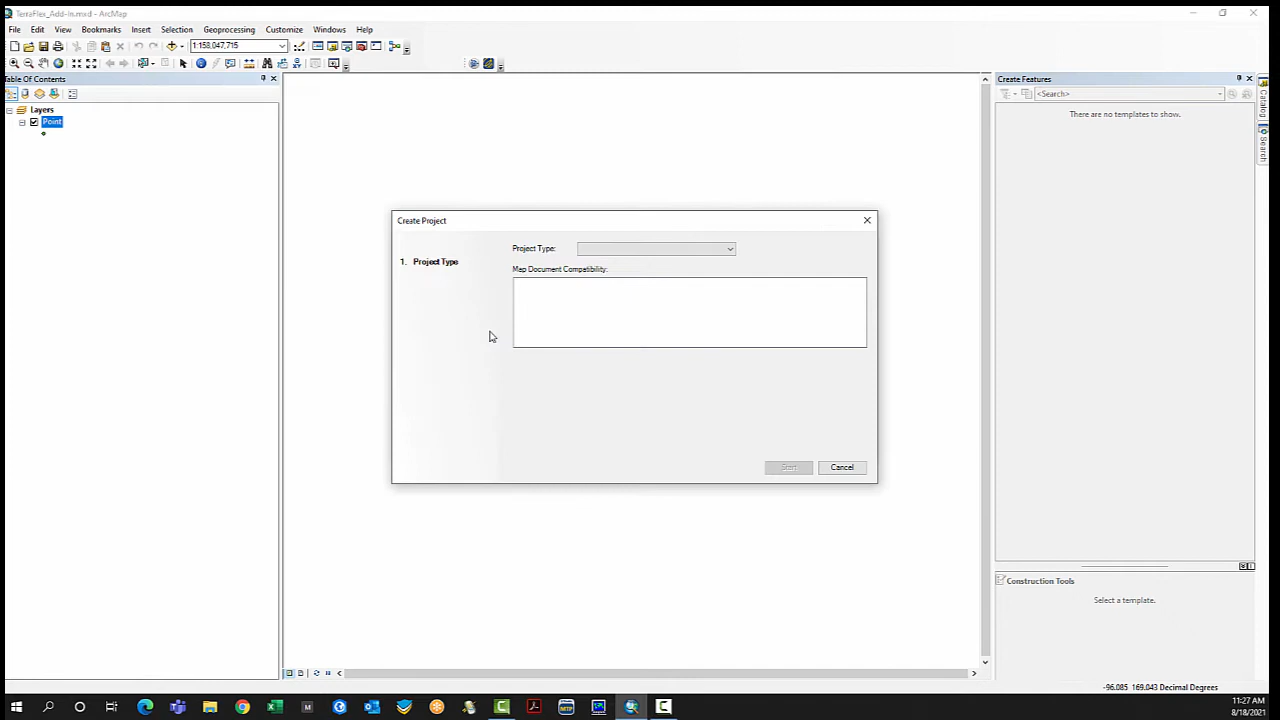 TerraFlex_Add-In.mxd - ArcMap
File Edit View Bookmarks Insert Selection Geoprocessing Customize Windows Help
1:158,047,715
Table Of Contents
Layers
Point
Create Features
<Search>
There are no templates to show.
Catalog
Search
Create Project
1. Project Type
Project Type:
Map Document Compatibility:
Start
Cancel
Construction Tools
Select a template.
-96.085 169.043 Decimal Degrees
11:27 AM
8/18/2021